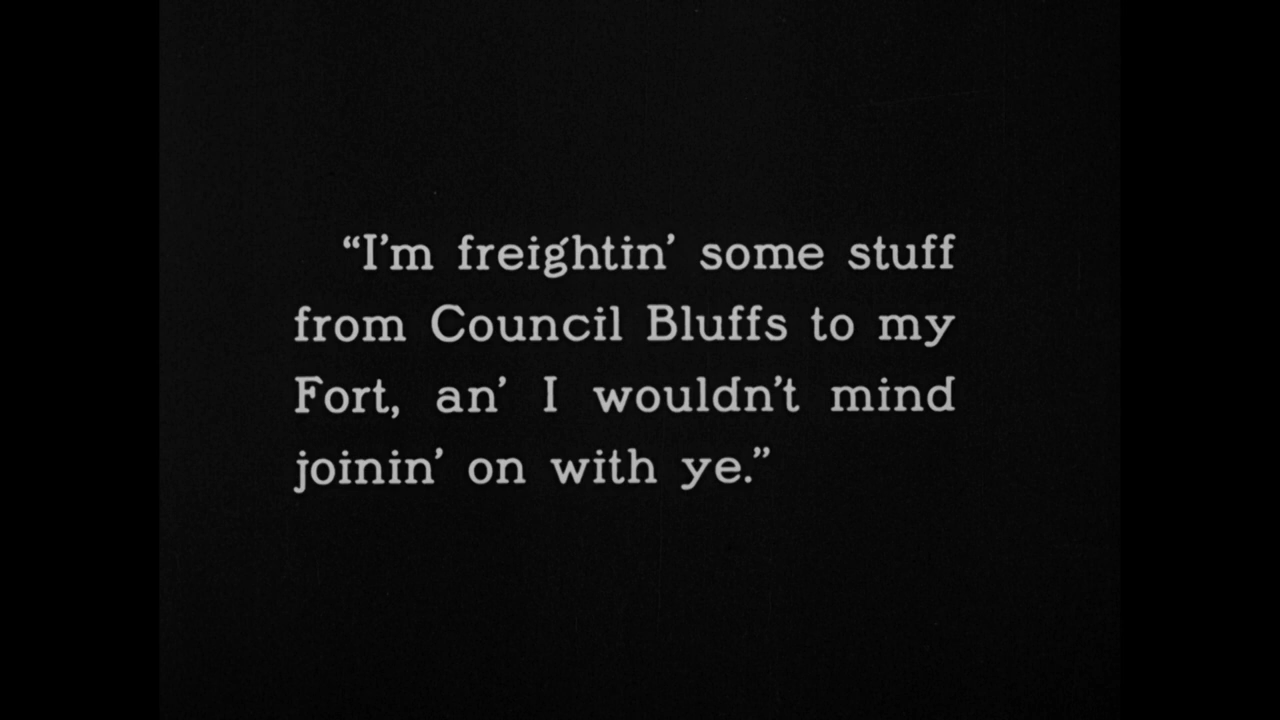 “I’m freightin’ some stuff
from Council Bluffs to my
Fort, an’ I wouldn’t mind
joinin’ on with ye.”